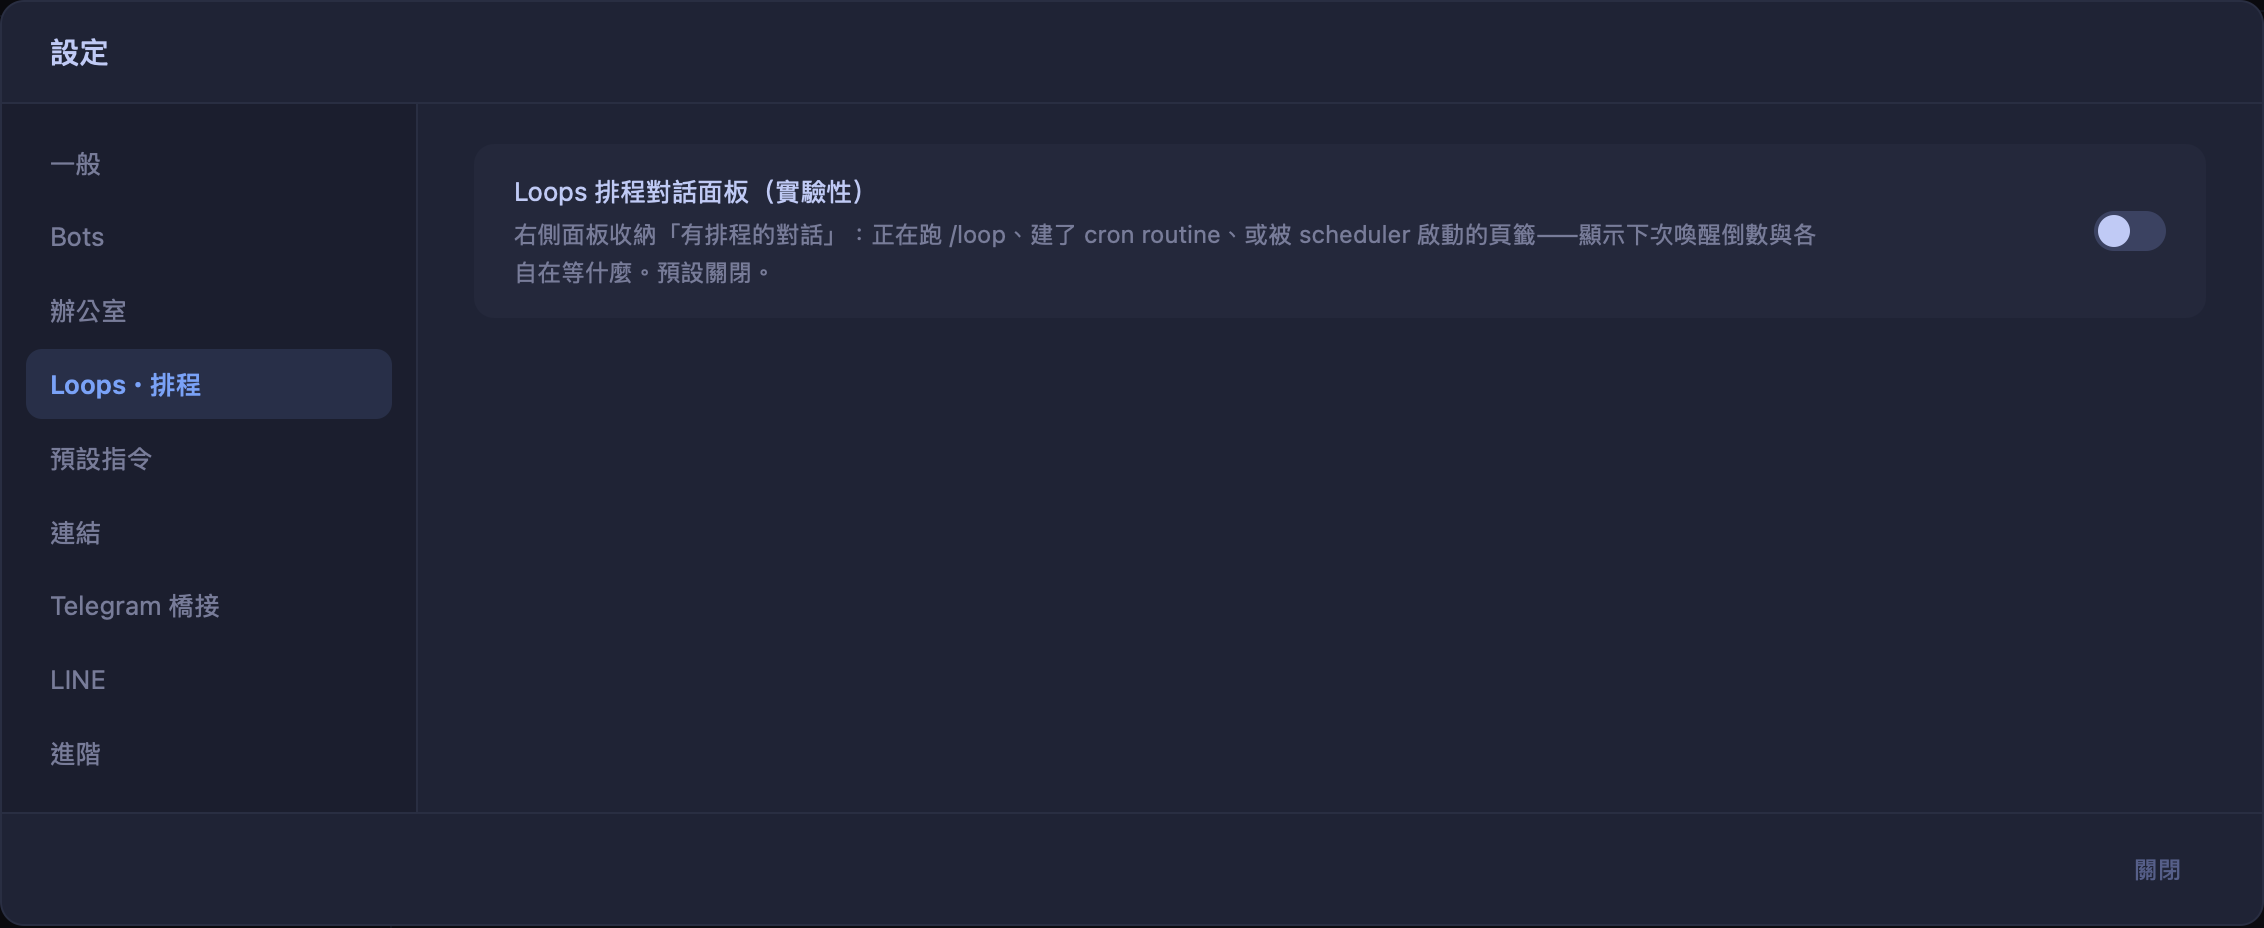 設定
一般
Bots
辦公室
Loops・排程
預設指令
連結
Telegram 橋接
LINE
進階
Loops 排程對話面板（實驗性）
右側面板收納「有排程的對話」：正在跑 /loop、建了 cron routine、或被 scheduler 啟動的頁籤——顯示下次喚醒倒數與各
自在等什麼。預設關閉。
關閉